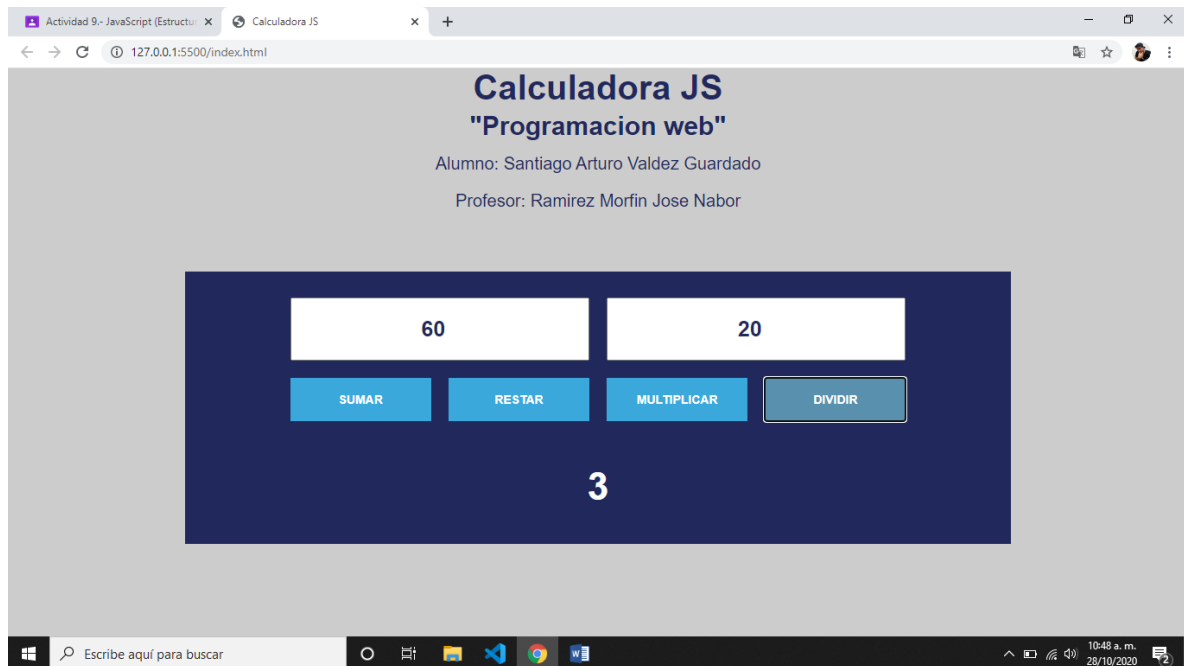 Actividad 9.- JavaScript (Estructu
Calculadora JS
127.0.0.1:5500/index.html
Calculadora JS
"Programacion web"
Alumno: Santiago Arturo Valdez Guardado
Profesor: Ramirez Morfin Jose Nabor
60 20
SUMAR RESTAR MULTIPLICAR DIVIDIR
3
Escribe aquí para buscar
10:48 a. m.
28/10/2020
2